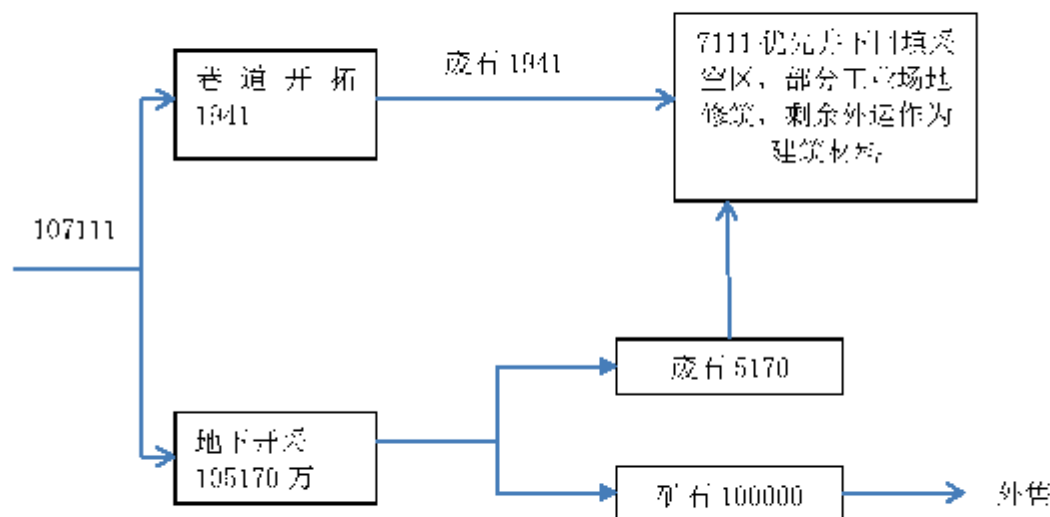 107111
巷道开拓
1941
废石 1941
7111 优先井下回填采
空区，部分工业场地
修筑，剩余外运作为
建筑材料
地下开采
105170 万
废石 5170
矿石 100000
外售